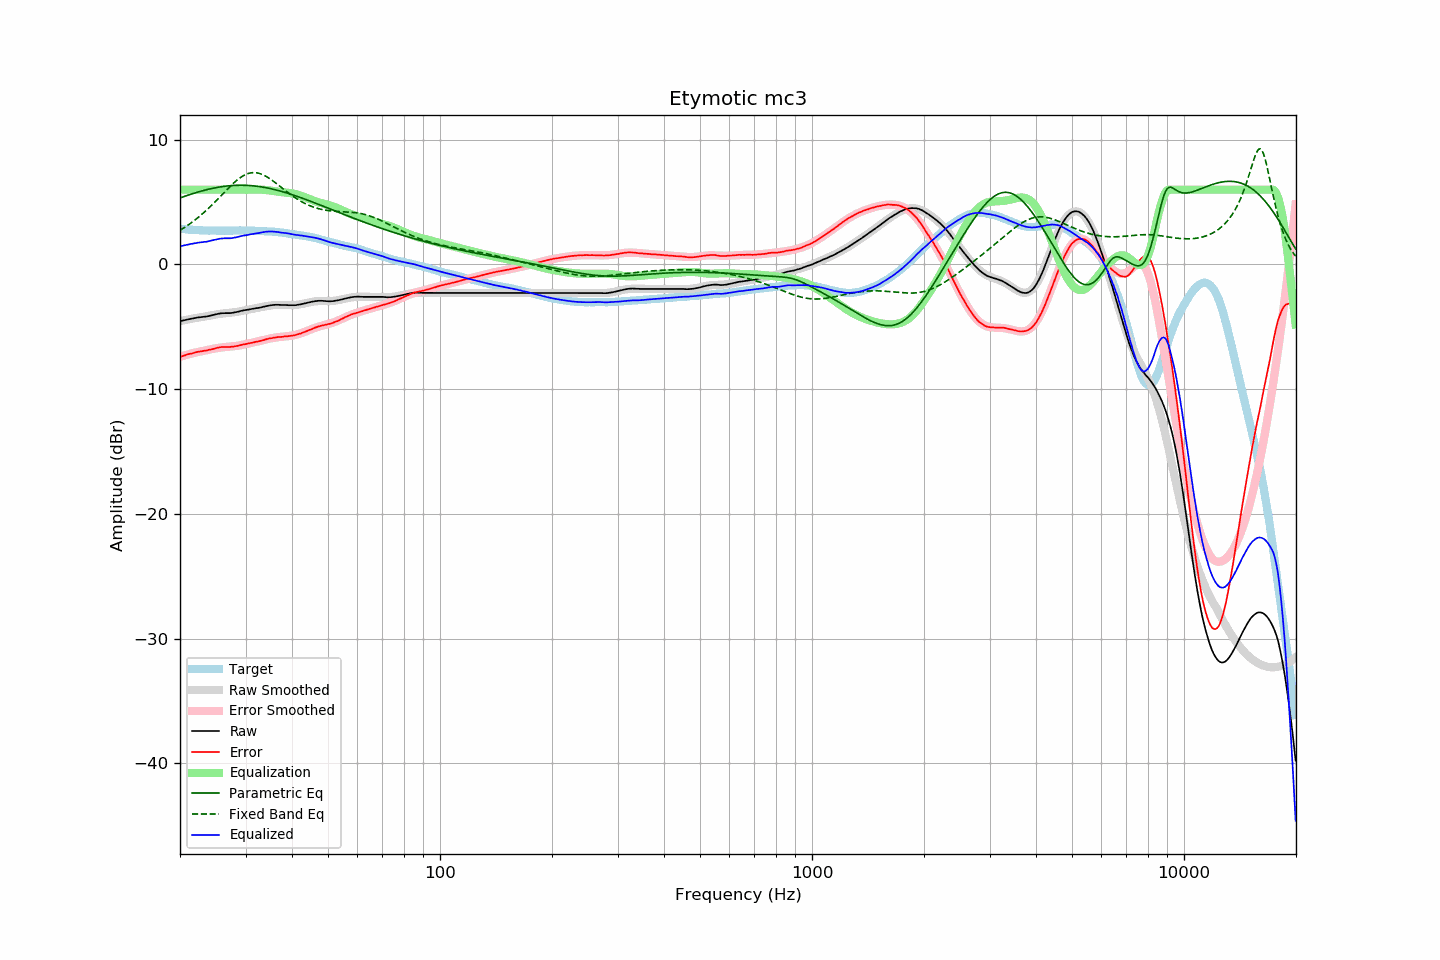 Etymotic mc3
10
0
−10
−20
−30
−40
Amplitude (dBr)
Target
Raw Smoothed
Error Smoothed
Raw
Error
Equalization
Parametric Eq
Fixed Band Eq
Equalized
100
1000
10000
Frequency (Hz)